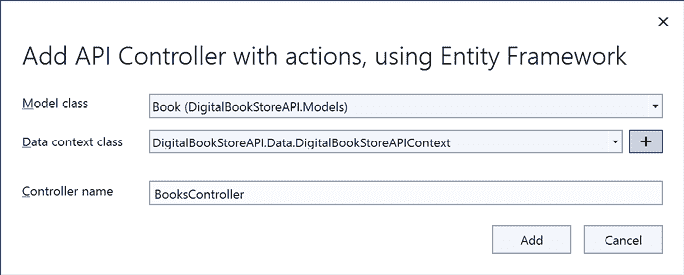 Add API Controller with actions, using Entity Framework
Model class
Book (DigitalBookStoreAPI.Models)
Data context class
DigitalBookStoreAPI.Data.DigitalBookStoreAPIContext
+
Controller name
BooksController
Add
Cancel